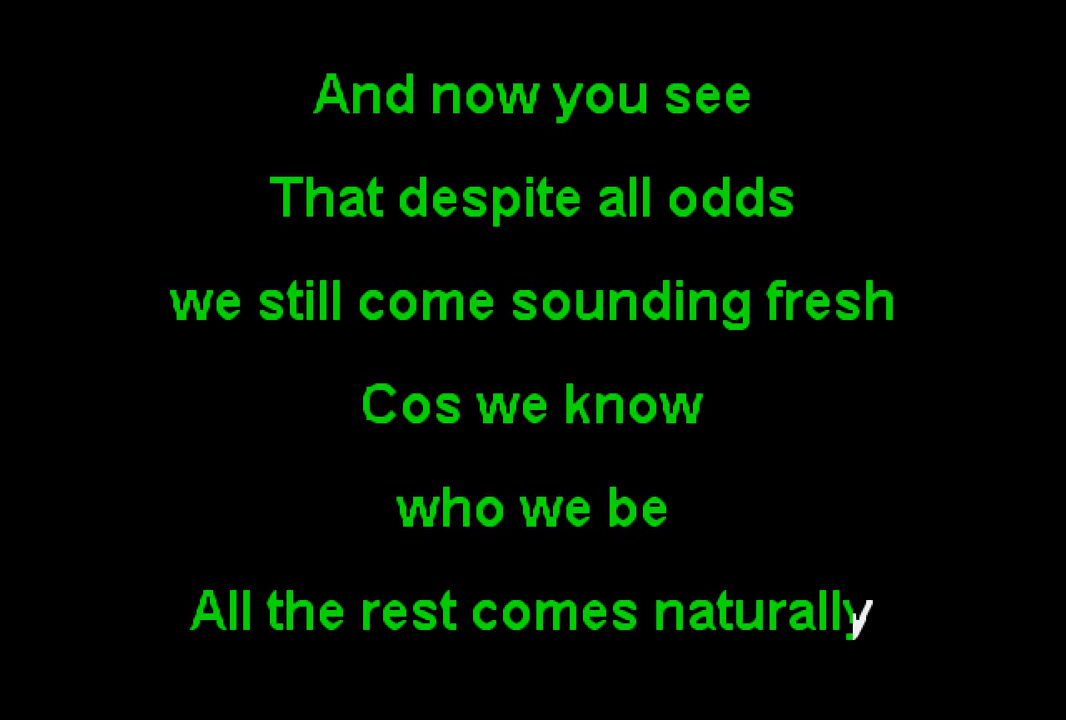 And now you see
That despite all odds
we still come sounding fresh
Cos we know
who we be
All the rest comes naturally